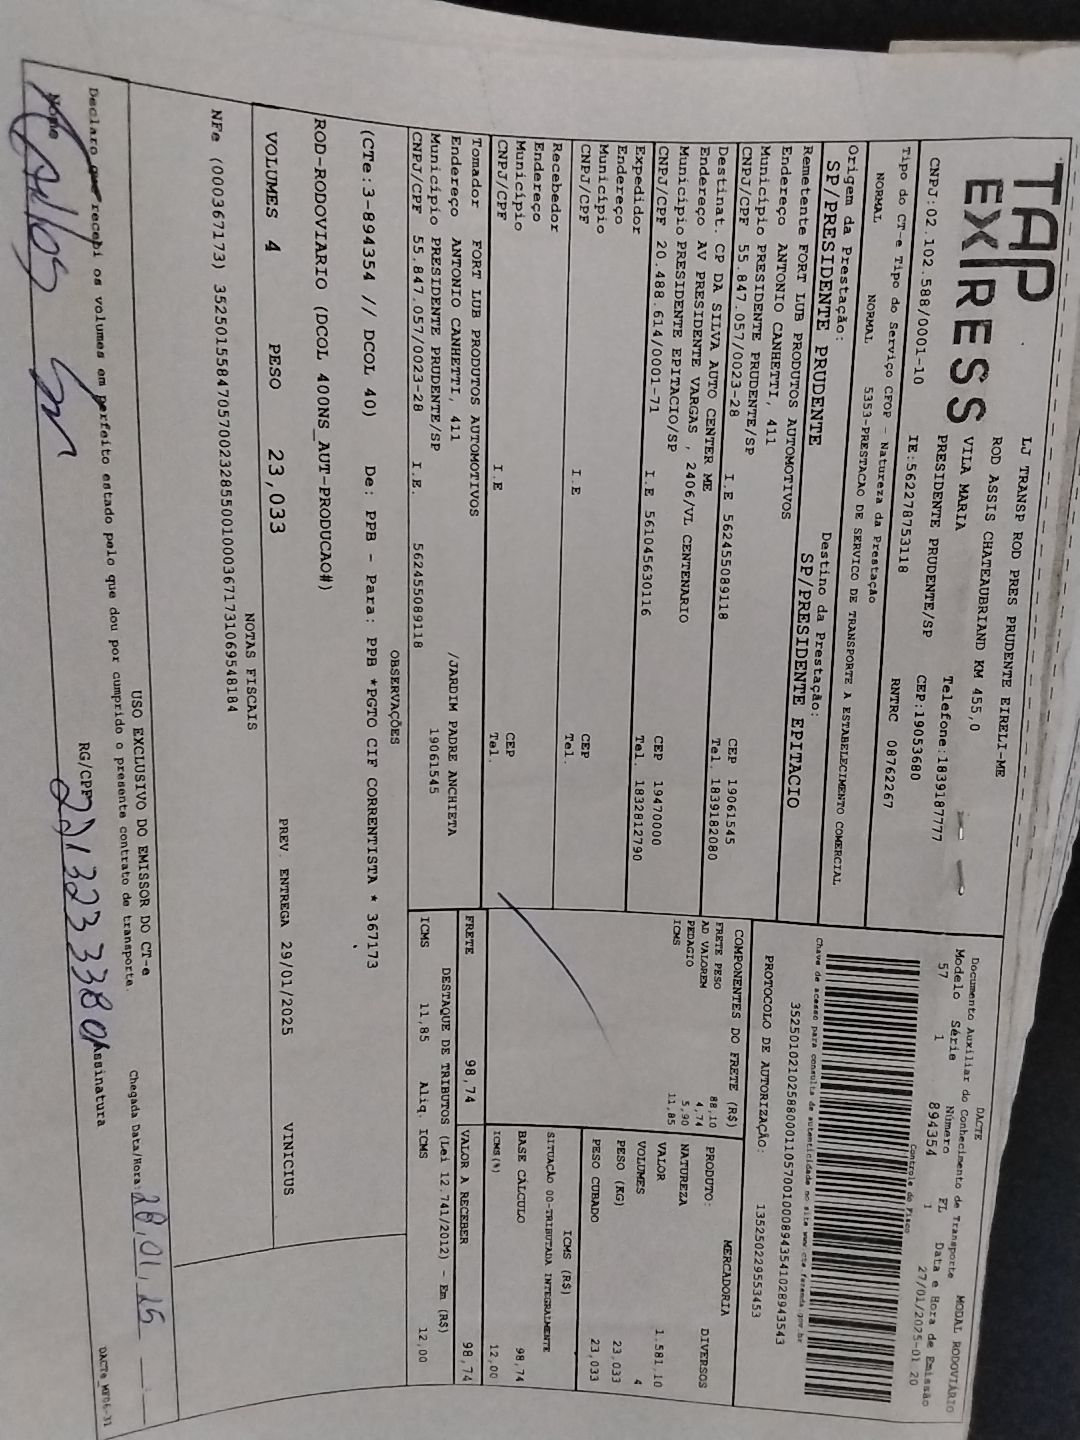 TAP
EXPRESS
LJ TRANSP ROD PRES PRUDENTE EIRELI-ME
ROD ASSIS CHATEAUBRIAND KM 455,0
VILA MARIA Telefone:1839187777
PRESIDENTE PRUDENTE/SP CEP:19053680
CNPJ:02.102.588/0001-10 IE:562278753118 RNTRC 08762267
DACTE
Documento Auxiliar do Conhecimento de Transporte MODAL RODOVIÁRIO
Modelo Série Número FL Data e Hora de Emissão
57 1 894354 1 27/01/2025-01 20
Controle do Fisco
Tipo do CT-e Tipo do Serviço CFOP - Natureza da Prestação
NORMAL NORMAL 5353-PRESTACAO DE SERVICO DE TRANSPORTE A ESTABELECIMENTO COMERCIAL
Chave de acesso para consulta de autenticidade no site www.cte.fazenda.gov.br
35250102102588000110570010008943541028943543
PROTOCOLO DE AUTORIZAÇÃO: 135250229553453
Origem da Prestação: Destino da Prestação:
SP/PRESIDENTE PRUDENTE SP/PRESIDENTE EPITACIO
Remetente FORT LUB PRODUTOS AUTOMOTIVOS
Endereço ANTONIO CANHETTI, 411
Município PRESIDENTE PRUDENTE/SP CEP 19061545
CNPJ/CPF 55.847.057/0023-28 I.E 562455089118 Tel. 1839182080
Destinat. CP DA SILVA AUTO CENTER ME
Endereço AV PRESIDENTE VARGAS , 2406/VL CENTENARIO
Município PRESIDENTE EPITACIO/SP CEP 19470000
CNPJ/CPF 20.488.614/0001-71 I.E 561045630116 Tel. 1832812790
Expedidor
Endereço
Município CEP
CNPJ/CPF I.E Tel.
Recebedor
Endereço
Município CEP
CNPJ/CPF I.E Tel.
Tomador FORT LUB PRODUTOS AUTOMOTIVOS
Endereço ANTONIO CANHETTI, 411 /JARDIM PADRE ANCHIETA
Município PRESIDENTE PRUDENTE/SP 19061545
CNPJ/CPF 55.847.057/0023-28 I.E. 562455089118
COMPONENTES DO FRETE (R$)
FRETE PESO 88,10
AD VALOREM 4,74
PEDAGIO 5,90
ICMS 11,85
MERCADORIA
PRODUTO: DIVERSOS
NATUREZA
VALOR 1.581,10
VOLUMES 4
PESO (KG) 23,033
PESO CUBADO 23,033
ICMS (R$)
SITUAÇÃO 00-TRIBUTADA INTEGRALMENTE
BASE CÁLCULO 98,74
ICMS(%) 12,00
FRETE 98,74 VALOR A RECEBER 98,74
DESTAQUE DE TRIBUTOS (Lei 12.741/2012) - Em (R$)
ICMS 11,85 Aliq. ICMS 12,00
OBSERVAÇÕES
(CTe:3-894354 // DCOL 40) De: PPB - Para: PPB *PGTO CIF CORRENTISTA * 367173
ROD-RODOVIARIO (DCOL 400NS_AUT-PRODUCAO#)
VOLUMES 4 PESO 23,033 PREV. ENTREGA 29/01/2025 VINICIUS
NOTAS FISCAIS
NFe (000367173) 35250155847057002328550010003671731069548184
USO EXCLUSIVO DO EMISSOR DO CT-e
Declaro que recebi os volumes em perfeito estado pelo que dou por cumprido o presente contrato de transporte. Chegada Data/Hora: 28,01,25
Nome RG/CPF Assinatura
DACTe_MF06-31